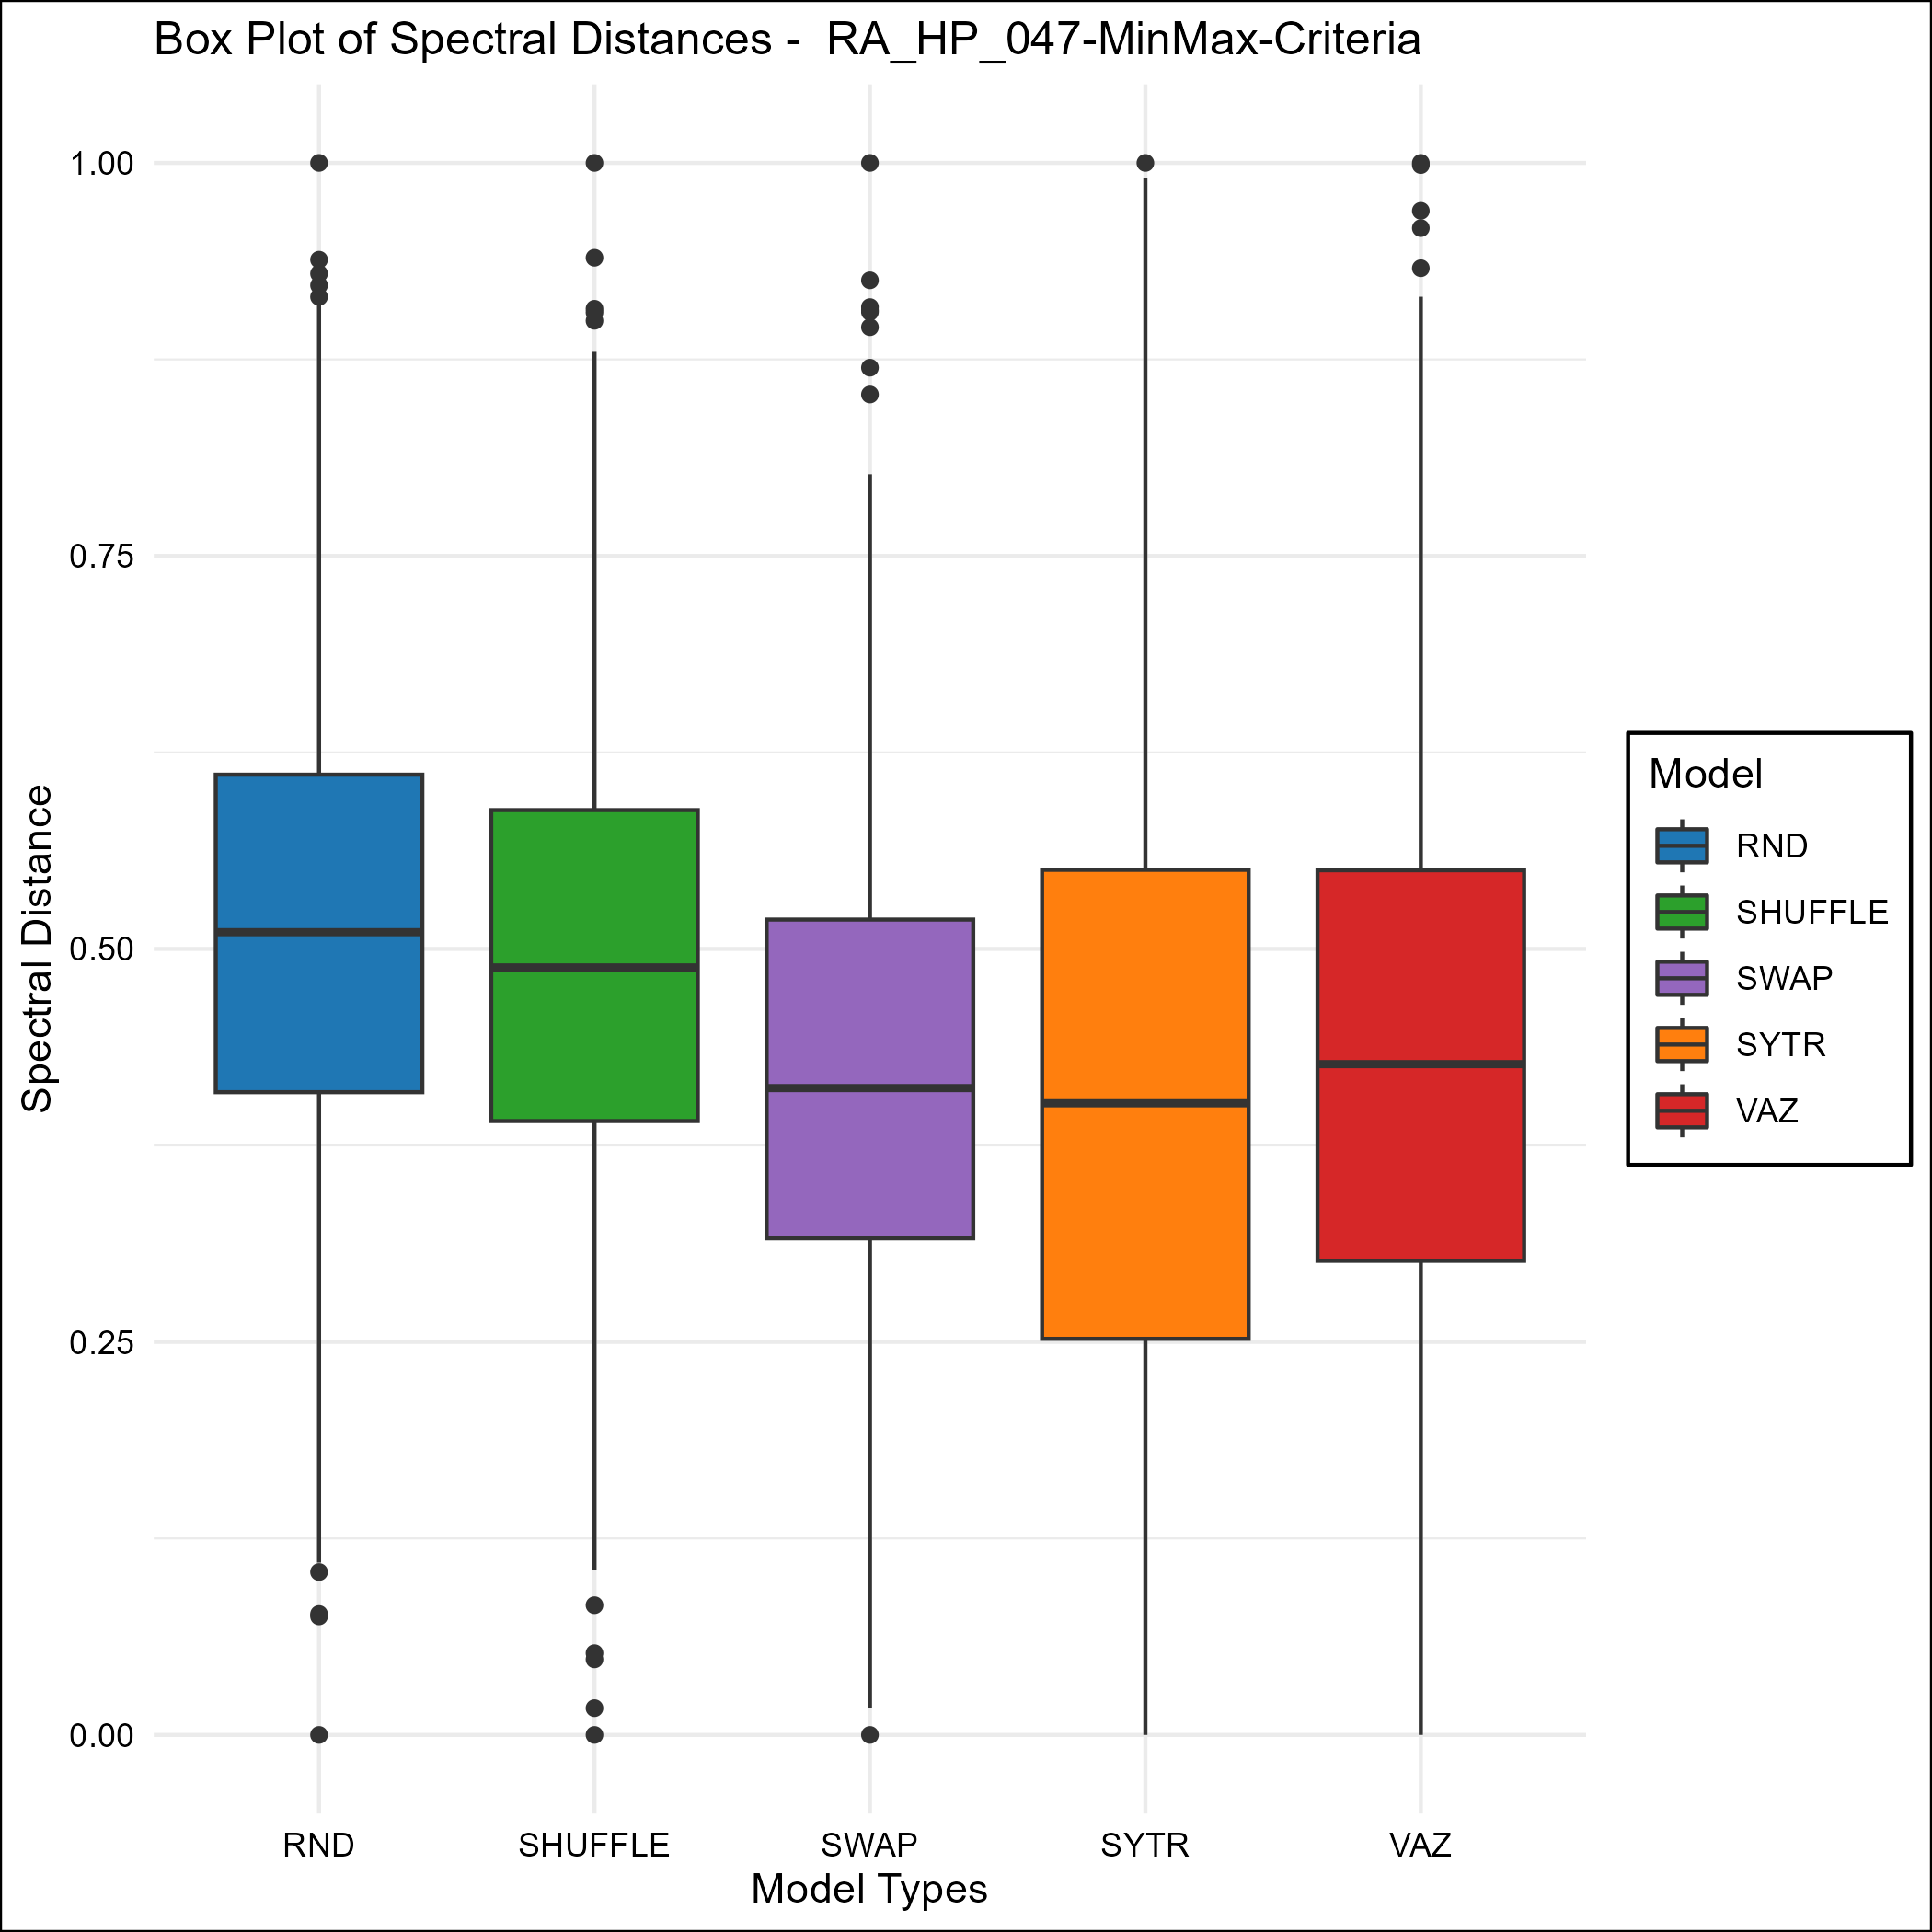 Box Plot of Spectral Distances -  RA_HP_047-MinMax-Criteria
1.00
0.75
0.50
0.25
0.00
Spectral Distance
RND
SHUFFLE
SWAP
SYTR
VAZ
Model Types
Model
RND
SHUFFLE
SWAP
SYTR
VAZ